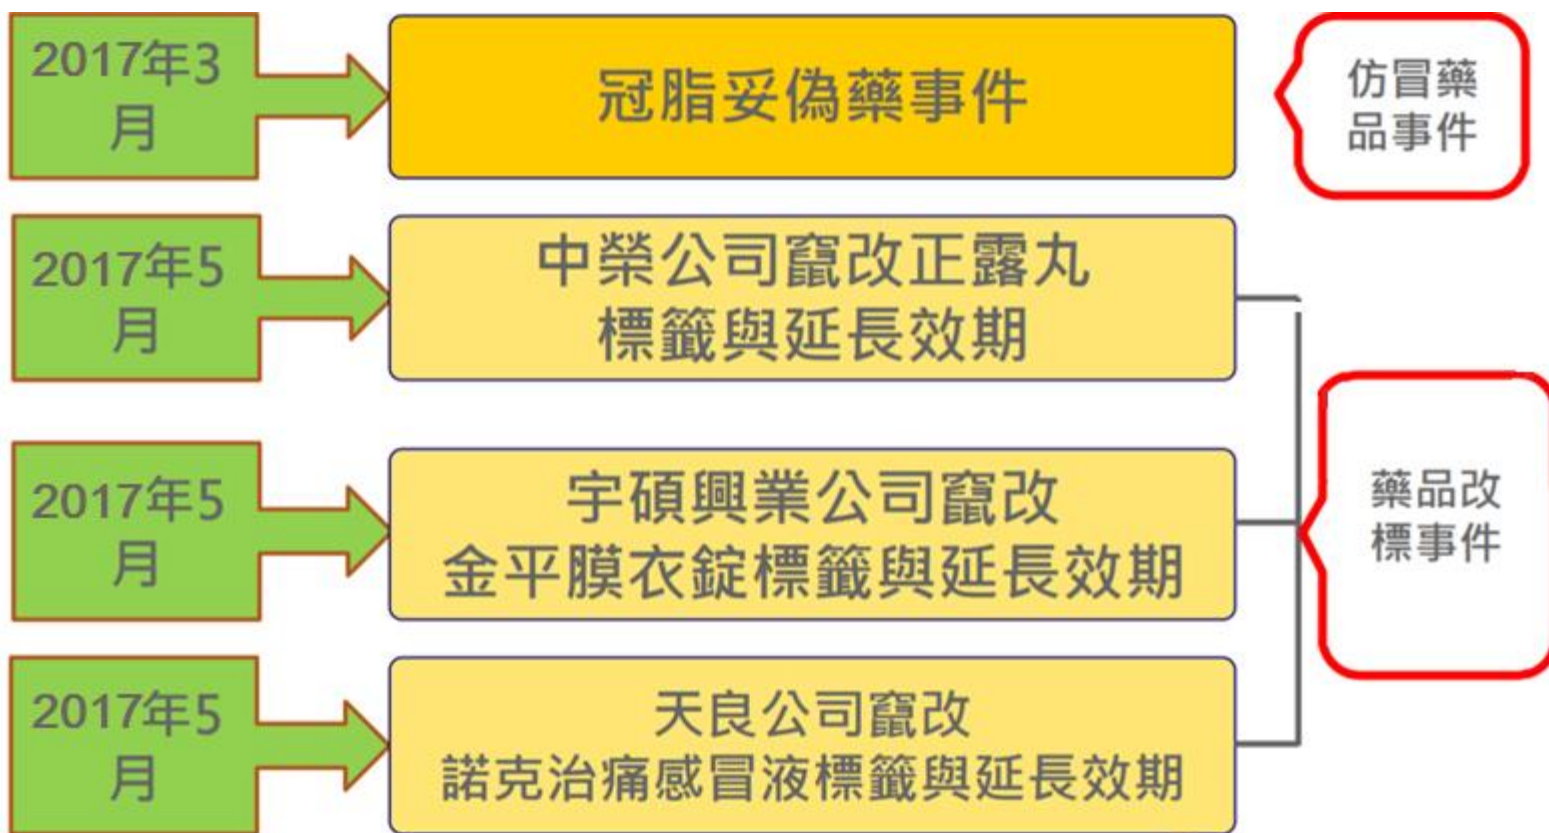 2017年3
月
冠脂妥偽藥事件
仿冒藥
品事件
2017年5
月
中榮公司竄改正露丸
標籤與延長效期
2017年5
月
宇碩興業公司竄改
金平膜衣錠標籤與延長效期
藥品改
標事件
2017年5
月
天良公司竄改
諾克治痛感冒液標籤與延長效期